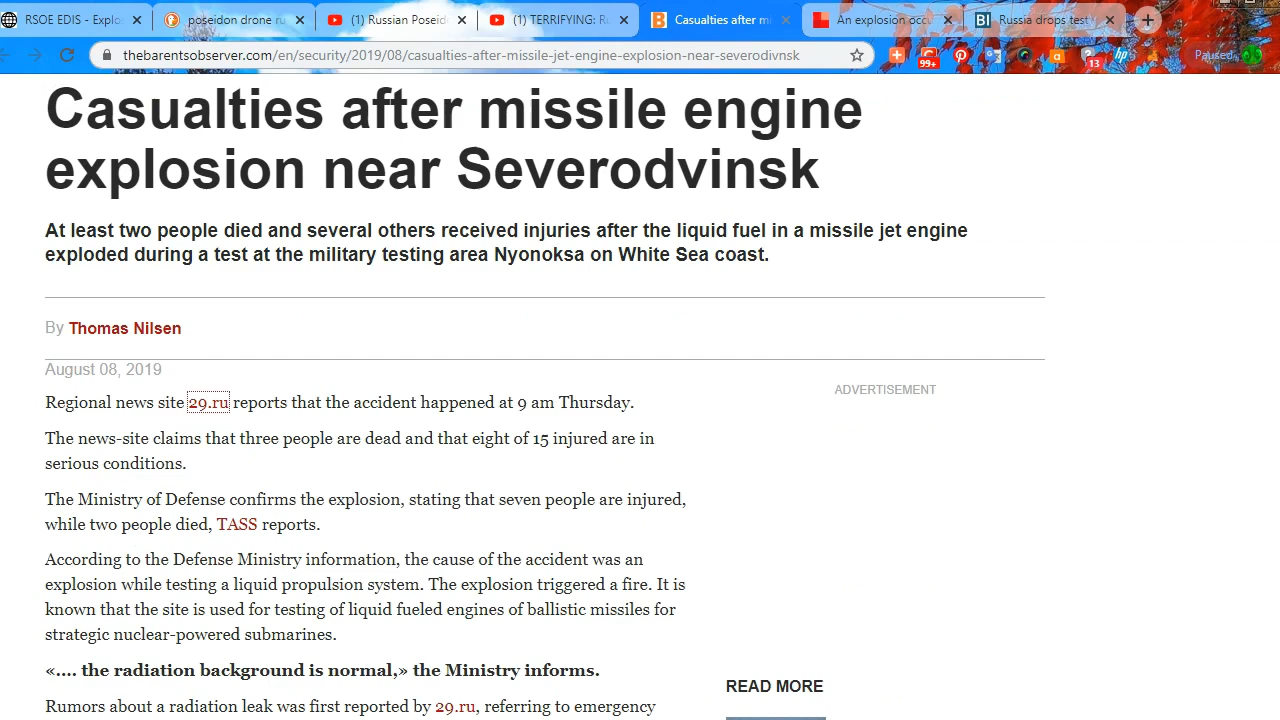 RSOE EDIS - Explos
poseidon drone ru
(1) Russian Poseid
(1) TERRIFYING: Ru
Casualties after mi
An explosion occu
Russia drops test
thebarentsobserver.com/en/security/2019/08/casualties-after-missile-jet-engine-explosion-near-severodivnsk
99+
13
Paused
Casualties after missile engine
explosion near Severodvinsk
At least two people died and several others received injuries after the liquid fuel in a missile jet engine
exploded during a test at the military testing area Nyonoksa on White Sea coast.
By Thomas Nilsen
August 08, 2019
ADVERTISEMENT
Regional news site 29.ru reports that the accident happened at 9 am Thursday.
The news-site claims that three people are dead and that eight of 15 injured are in
serious conditions.
The Ministry of Defense confirms the explosion, stating that seven people are injured,
while two people died, TASS reports.
According to the Defense Ministry information, the cause of the accident was an
explosion while testing a liquid propulsion system. The explosion triggered a fire. It is
known that the site is used for testing of liquid fueled engines of ballistic missiles for
strategic nuclear-powered submarines.
«.... the radiation background is normal,» the Ministry informs.
READ MORE
Rumors about a radiation leak was first reported by 29.ru, referring to emergency